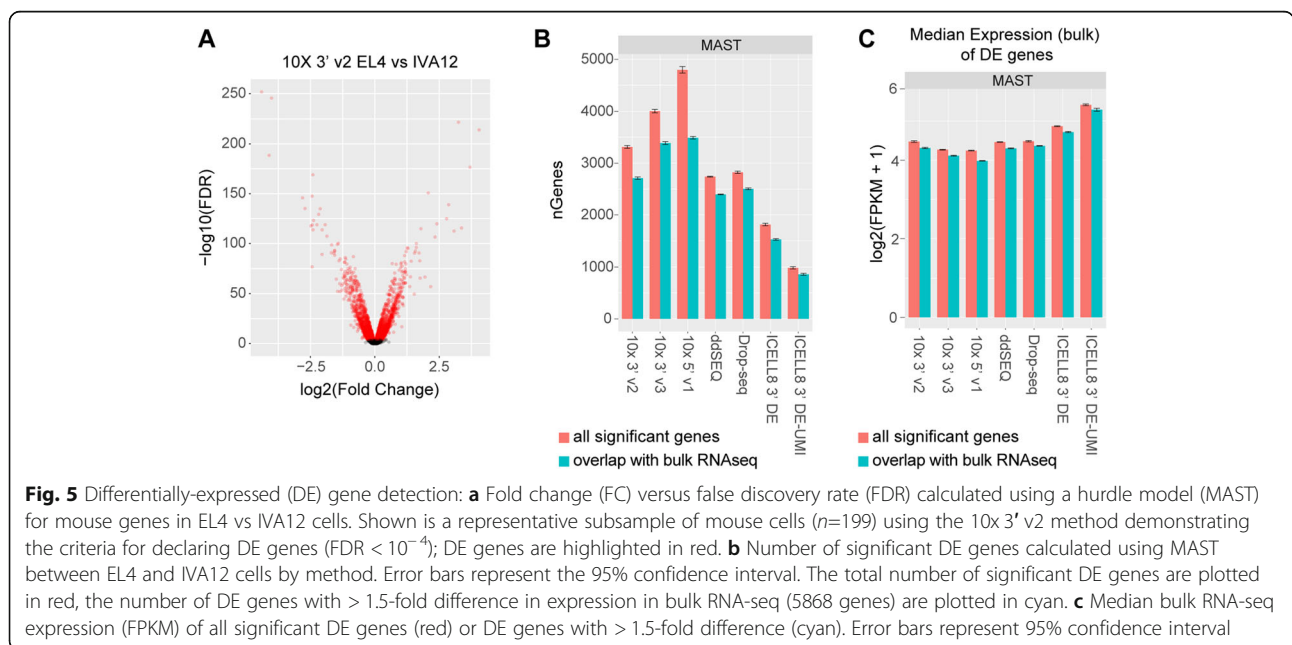 A
10X 3' v2 EL4 vs IVA12
−log10(FDR)
250
200
150
100
50
0
−2.5
0.0
2.5
log2(Fold Change)
B
MAST
nGenes
5000
4000
3000
2000
1000
0
10x 3' v2
10x 3' v3
10x 5' v1
ddSEQ
Drop-seq
ICELL8 3' DE
ICELL8 3' DE-UMI
all significant genes
overlap with bulk RNAseq
C
Median Expression (bulk)
of DE genes
MAST
log2(FPKM + 1)
6
4
2
0
10x 3' v2
10x 3' v3
10x 5' v1
ddSEQ
Drop-seq
ICELL8 3' DE
ICELL8 3' DE-UMI
all significant genes
overlap with bulk RNAseq
Fig. 5 Differentially-expressed (DE) gene detection: a Fold change (FC) versus false discovery rate (FDR) calculated using a hurdle model (MAST)
for mouse genes in EL4 vs IVA12 cells. Shown is a representative subsample of mouse cells (n=199) using the 10x 3′ v2 method demonstrating
the criteria for declaring DE genes (FDR < 10− 4); DE genes are highlighted in red. b Number of significant DE genes calculated using MAST
between EL4 and IVA12 cells by method. Error bars represent the 95% confidence interval. The total number of significant DE genes are plotted
in red, the number of DE genes with > 1.5-fold difference in expression in bulk RNA-seq (5868 genes) are plotted in cyan. c Median bulk RNA-seq
expression (FPKM) of all significant DE genes (red) or DE genes with > 1.5-fold difference (cyan). Error bars represent 95% confidence interval